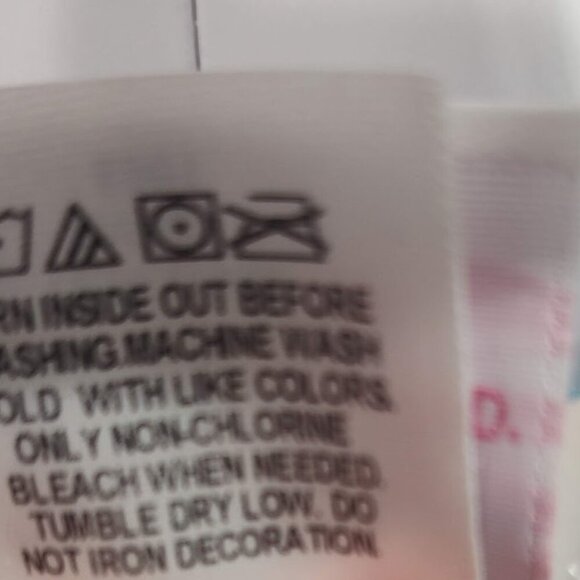 RN INSIDE OUT BEFORE
ASHING.MACHINE WASH
OLD WITH LIKE COLORS.
ONLY NON-CHLORINE
BLEACH WHEN NEEDED.
TUMBLE DRY LOW. DO
NOT IRON DECORATION.
D.